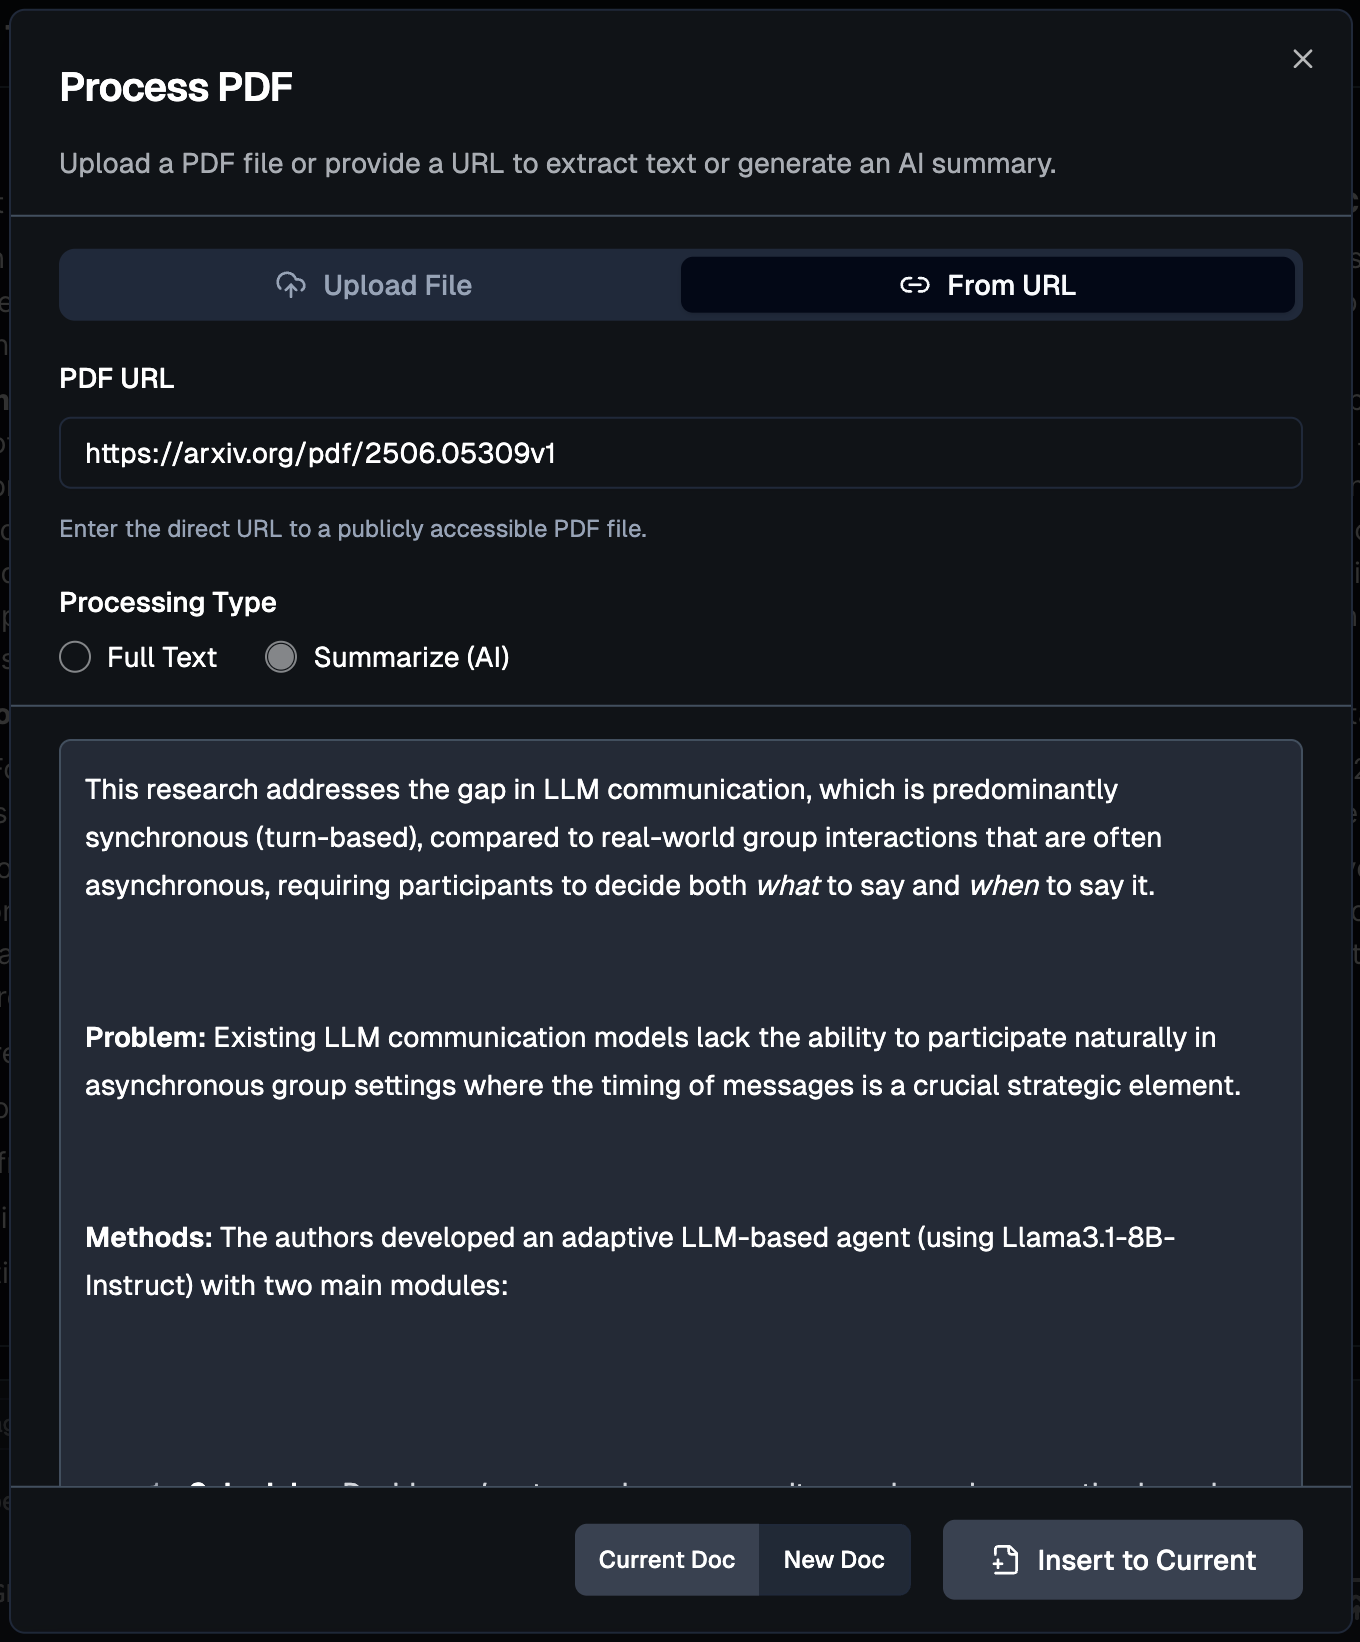 Process PDF
Upload a PDF file or provide a URL to extract text or generate an AI summary.
Upload File
From URL
PDF URL
https://arxiv.org/pdf/2506.05309v1
Enter the direct URL to a publicly accessible PDF file.
Processing Type
Full Text
Summarize (AI)
This research addresses the gap in LLM communication, which is predominantly
synchronous (turn-based), compared to real-world group interactions that are often
asynchronous, requiring participants to decide both what to say and when to say it.
Problem: Existing LLM communication models lack the ability to participate naturally in
asynchronous group settings where the timing of messages is a crucial strategic element.
Methods: The authors developed an adaptive LLM-based agent (using Llama3.1-8B-
Instruct) with two main modules:
Current Doc
New Doc
Insert to Current